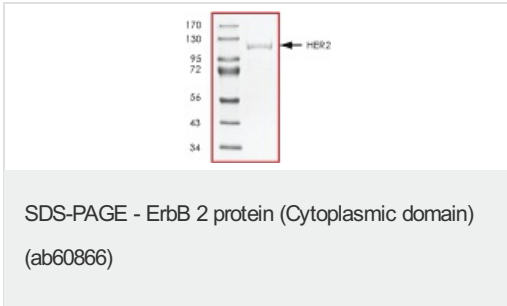 170
130
95
72
56
43
34
HER2
SDS-PAGE - ErbB 2 protein (Cytoplasmic domain)
(ab60866)